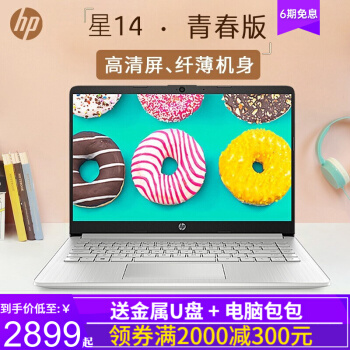 hp
星14 · 青春版
6期免息
高清屏、纤薄机身
hp
到手价低至:¥
2899起
送金属U盘 + 电脑包包
领券满2000减300元